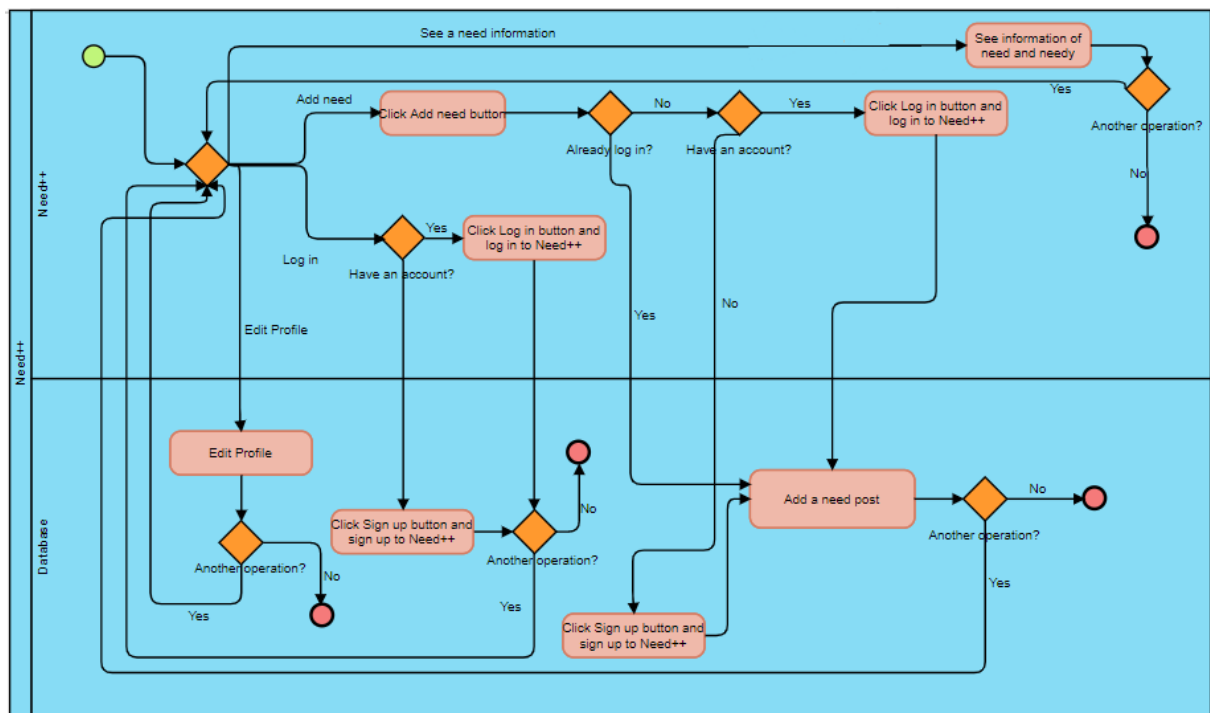 Need++
Need++
Database
See a need information
See information of
need and needy
Yes
Another operation?
No
Add need
Click Add need button
Already log in?
No
Have an account?
Yes
Click Log in button and
log in to Need++
Log in
Have an account?
Yes
Click Log in button and
log in to Need++
Edit Profile
Yes
No
Edit Profile
Another operation?
No
Yes
Click Sign up button and
sign up to Need++
Another operation?
No
Yes
Click Sign up button and
sign up to Need++
Add a need post
Another operation?
No
Yes